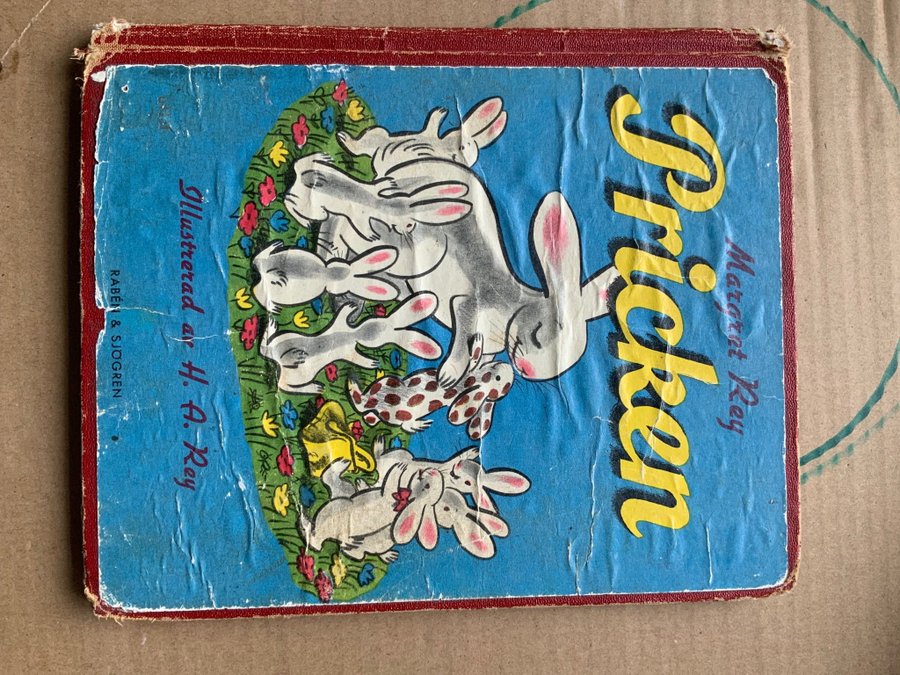 Margret Rey
Pricken
Illustrerad av H. A. Rey
RABÉN & SJÖGREN